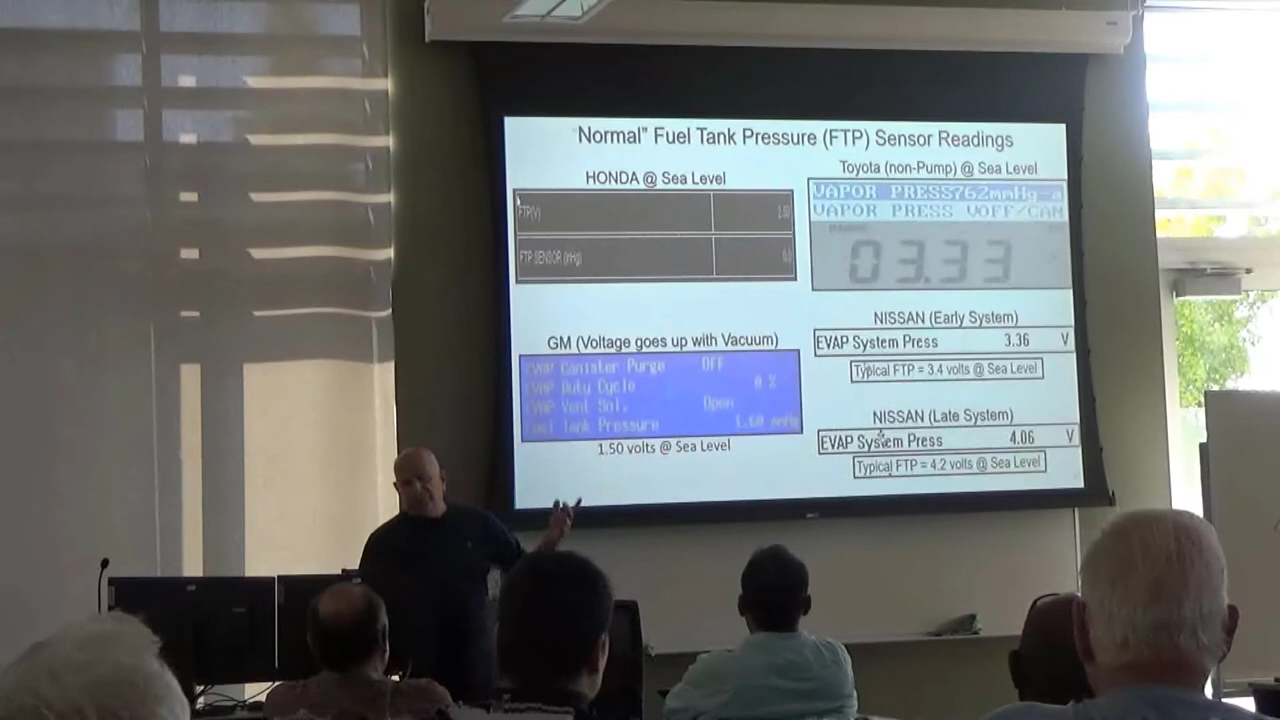 "Normal" Fuel Tank Pressure (FTP) Sensor Readings
HONDA @ Sea Level
FTP(V)
FTP SENSOR (inHg)
GM (Voltage goes up with Vacuum)
EVAP Canister Purge OFF
EVAP Duty Cycle 0 %
EVAP Vent Sol. Open
Fuel Tank Pressure
1.50 volts @ Sea Level
Toyota (non-Pump) @ Sea Level
VAPOR PRESS762mmHg-a
VAPOR PRESS VOFF/CAN
03.33
NISSAN (Early System)
EVAP System Press 3.36 V
Typical FTP = 3.4 volts @ Sea Level
NISSAN (Late System)
EVAP System Press 4.06 V
Typical FTP = 4.2 volts @ Sea Level